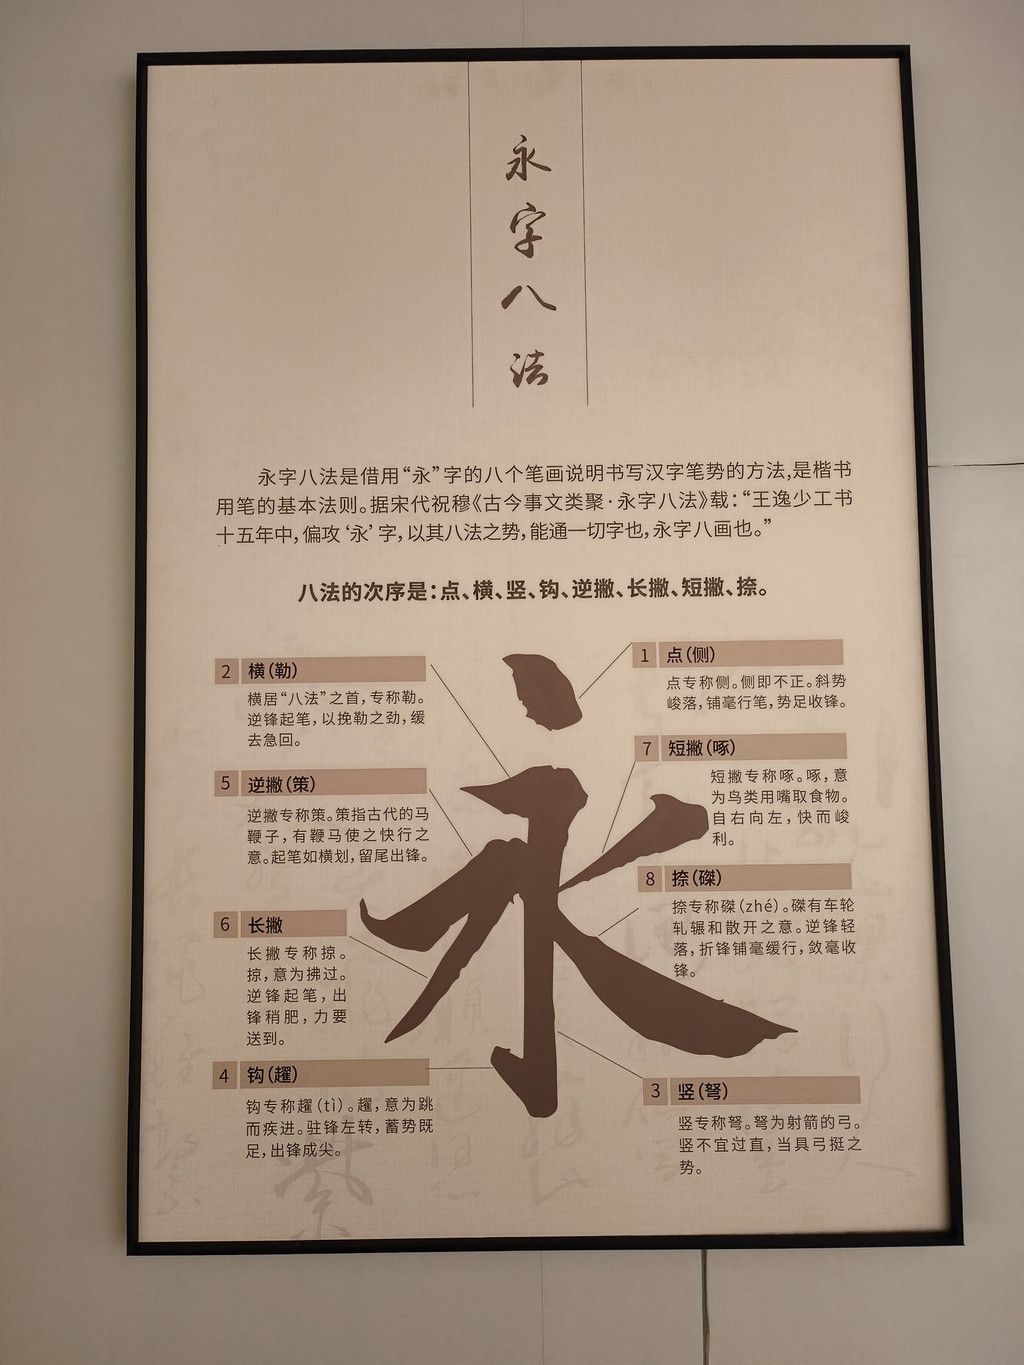 永字八法
永字八法是借用“永”字的八个笔画说明书写汉字笔势的方法,是楷书
用笔的基本法则。据宋代祝穆《古今事文类聚·永字八法》载：“王逸少工书
十五年中，偏攻‘永’字，以其八法之势，能通一切字也，永字八画也。”
八法的次序是：点、横、竖、钩、逆撇、长撇、短撇、捺。
1 点（侧）
点专称侧。侧即不正。斜势
峻落，铺毫行笔，势足收锋。
2 横（勒）
横居“八法”之首，专称勒。
逆锋起笔，以挽勒之劲，缓
去急回。
7 短撇（啄）
短撇专称啄。啄，意
为鸟类用嘴取食物。
自右向左，快而峻
利。
5 逆撇（策）
逆撇专称策。策指古代的马
鞭子，有鞭马使之快行之
意。起笔如横划，留尾出锋。
8 捺（磔）
捺专称磔（zhé）。磔有车轮
轧辗和散开之意。逆锋轻
落，折锋铺毫缓行，敛毫收
锋。
6 长撇
长撇专称掠。
掠，意为拂过。
逆锋起笔，出
锋稍肥，力要
送到。
4 钩（趯）
钩专称趯（tì）。趯，意为跳
而疾进。驻锋左转，蓄势既
足，出锋成尖。
3 竖（弩）
竖专称弩。弩为射箭的弓。
竖不宜过直，当具弓挺之
势。
永